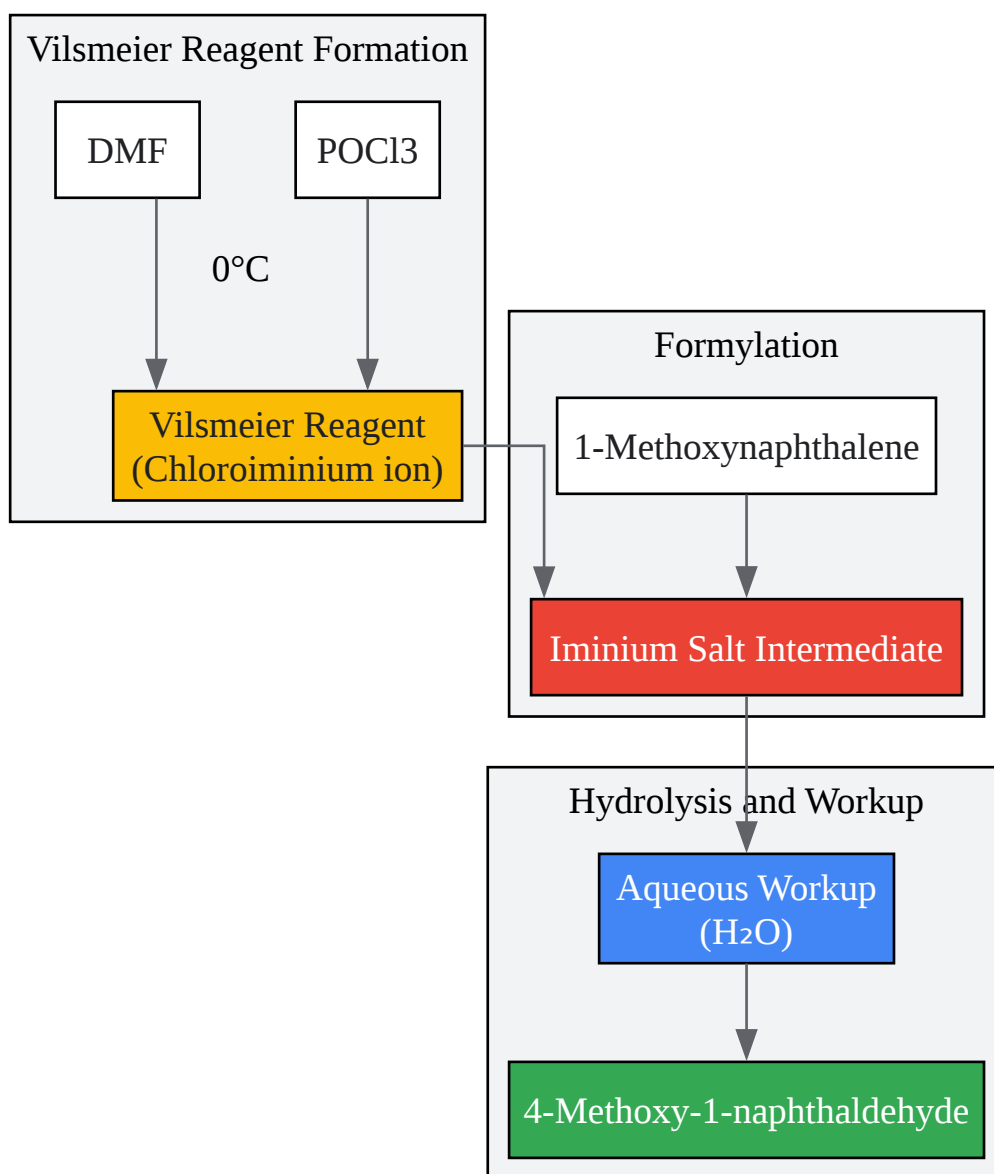 Vilsmeier Reagent Formation
DMF
POCl3
0°C
Vilsmeier Reagent
(Chloroiminium ion)
Formylation
1-Methoxynaphthalene
Iminium Salt Intermediate
Hydrolysis and Workup
Aqueous Workup
(H₂O)
4-Methoxy-1-naphthaldehyde